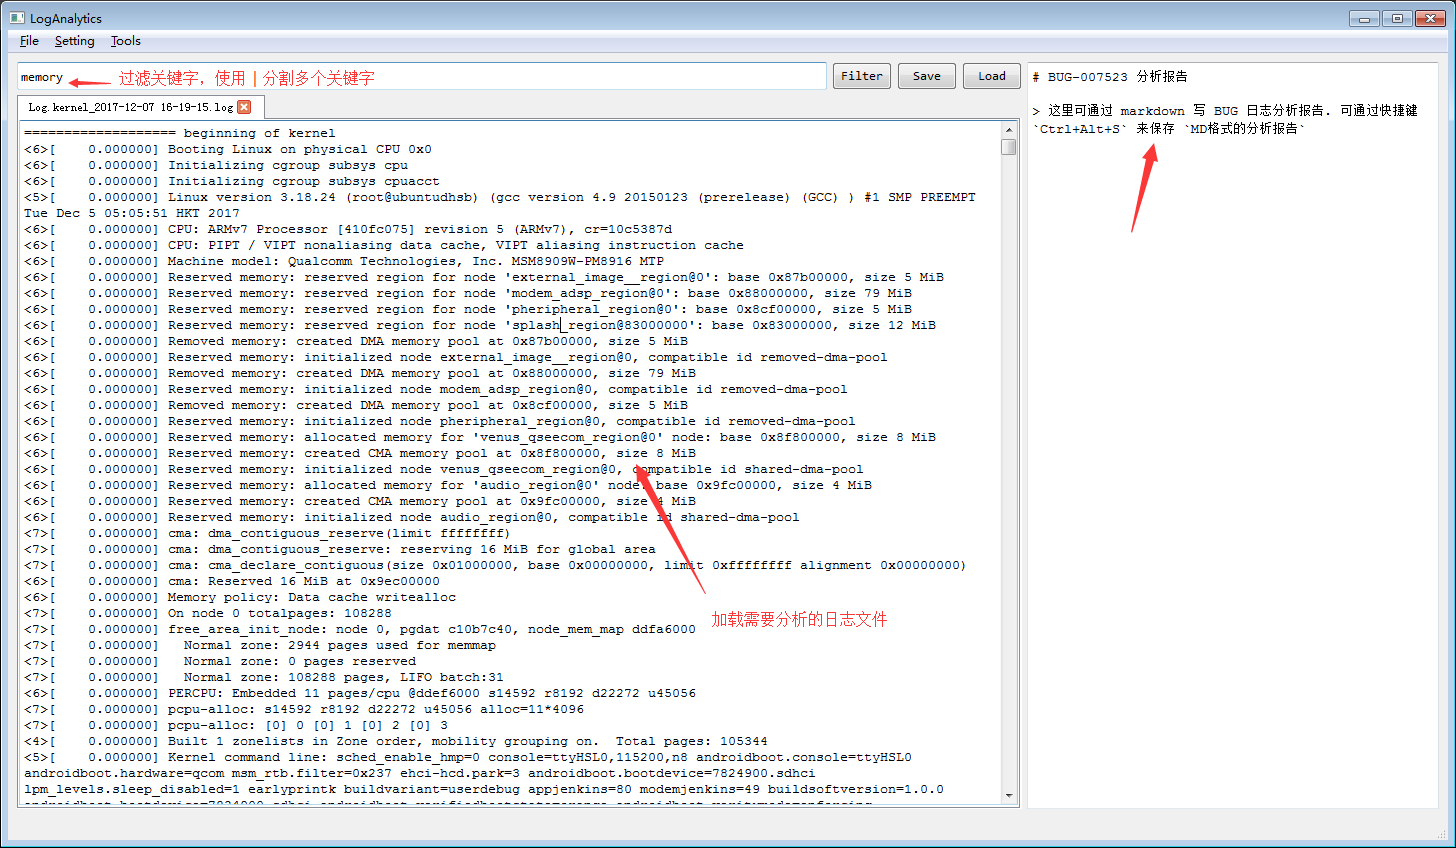 LogAnalytics
File Setting Tools
memory 过滤关键字，使用 | 分割多个关键字
Filter Save Load
Log.kernel_2017-12-07 16-19-15.log
==================== beginning of kernel
<6>[    0.000000] Booting Linux on physical CPU 0x0
<6>[    0.000000] Initializing cgroup subsys cpu
<6>[    0.000000] Initializing cgroup subsys cpuacct
<5>[    0.000000] Linux version 3.18.24 (root@ubuntudhsb) (gcc version 4.9 20150123 (prerelease) (GCC) ) #1 SMP PREEMPT
Tue Dec 5 05:05:51 HKT 2017
<6>[    0.000000] CPU: ARMv7 Processor [410fc075] revision 5 (ARMv7), cr=10c5387d
<6>[    0.000000] CPU: PIPT / VIPT nonaliasing data cache, VIPT aliasing instruction cache
<6>[    0.000000] Machine model: Qualcomm Technologies, Inc. MSM8909W-PM8916 MTP
<6>[    0.000000] Reserved memory: reserved region for node 'external_image__region@0': base 0x87b00000, size 5 MiB
<6>[    0.000000] Reserved memory: reserved region for node 'modem_adsp_region@0': base 0x88000000, size 79 MiB
<6>[    0.000000] Reserved memory: reserved region for node 'pheripheral_region@0': base 0x8cf00000, size 5 MiB
<6>[    0.000000] Reserved memory: reserved region for node 'splash_region@83000000': base 0x83000000, size 12 MiB
<6>[    0.000000] Removed memory: created DMA memory pool at 0x87b00000, size 5 MiB
<6>[    0.000000] Reserved memory: initialized node external_image__region@0, compatible id removed-dma-pool
<6>[    0.000000] Removed memory: created DMA memory pool at 0x88000000, size 79 MiB
<6>[    0.000000] Reserved memory: initialized node modem_adsp_region@0, compatible id removed-dma-pool
<6>[    0.000000] Removed memory: created DMA memory pool at 0x8cf00000, size 5 MiB
<6>[    0.000000] Reserved memory: initialized node pheripheral_region@0, compatible id removed-dma-pool
<6>[    0.000000] Reserved memory: allocated memory for 'venus_qseecom_region@0' node: base 0x8f800000, size 8 MiB
<6>[    0.000000] Reserved memory: created CMA memory pool at 0x8f800000, size 8 MiB
<6>[    0.000000] Reserved memory: initialized node venus_qseecom_region@0, compatible id shared-dma-pool
<6>[    0.000000] Reserved memory: allocated memory for 'audio_region@0' node: base 0x9fc00000, size 4 MiB
<6>[    0.000000] Reserved memory: created CMA memory pool at 0x9fc00000, size 4 MiB
<6>[    0.000000] Reserved memory: initialized node audio_region@0, compatible id shared-dma-pool
<7>[    0.000000] cma: dma_contiguous_reserve(limit ffffffff)
<7>[    0.000000] cma: dma_contiguous_reserve: reserving 16 MiB for global area
<7>[    0.000000] cma: cma_declare_contiguous(size 0x01000000, base 0x00000000, limit 0xffffffff alignment 0x00000000)
<6>[    0.000000] cma: Reserved 16 MiB at 0x9ec00000
<6>[    0.000000] Memory policy: Data cache writealloc
<7>[    0.000000] On node 0 totalpages: 108288
<7>[    0.000000] free_area_init_node: node 0, pgdat c10b7c40, node_mem_map ddfa6000
<7>[    0.000000]   Normal zone: 2944 pages used for memmap
<7>[    0.000000]   Normal zone: 0 pages reserved
<7>[    0.000000]   Normal zone: 108288 pages, LIFO batch:31
<6>[    0.000000] PERCPU: Embedded 11 pages/cpu @ddef6000 s14592 r8192 d22272 u45056
<7>[    0.000000] pcpu-alloc: s14592 r8192 d22272 u45056 alloc=11*4096
<7>[    0.000000] pcpu-alloc: [0] 0 [0] 1 [0] 2 [0] 3
<4>[    0.000000] Built 1 zonelists in Zone order, mobility grouping on.  Total pages: 105344
<5>[    0.000000] Kernel command line: sched_enable_hmp=0 console=ttyHSL0,115200,n8 androidboot.console=ttyHSL0
androidboot.hardware=qcom msm_rtb.filter=0x237 ehci-hcd.park=3 androidboot.bootdevice=7824900.sdhci
lpm_levels.sleep_disabled=1 earlyprintk buildvariant=userdebug appjenkins=80 modemjenkins=49 buildsoftversion=1.0.0
加载需要分析的日志文件
# BUG-007523 分析报告
> 这里可通过 markdown 写 BUG 日志分析报告. 可通过快捷键
`Ctrl+Alt+S` 来保存 `MD格式的分析报告`